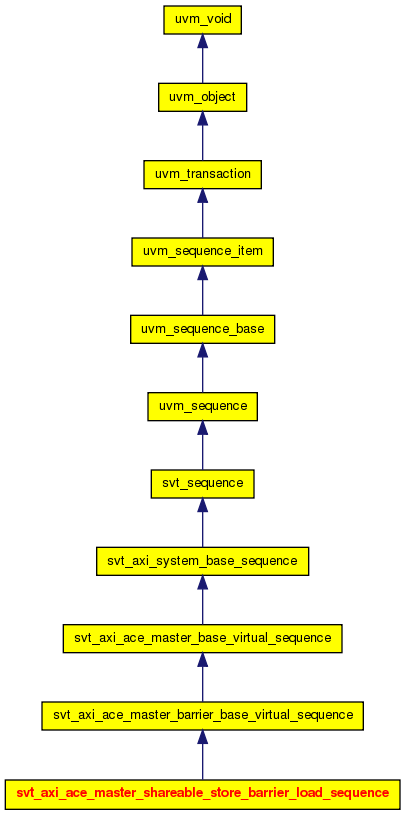 uvm_void
uvm_object
uvm_transaction
uvm_sequence_item
uvm_sequence_base
uvm_sequence
svt_sequence
svt_axi_system_base_sequence
svt_axi_ace_master_base_virtual_sequence
svt_axi_ace_master_barrier_base_virtual_sequence
svt_axi_ace_master_shareable_store_barrier_load_sequence